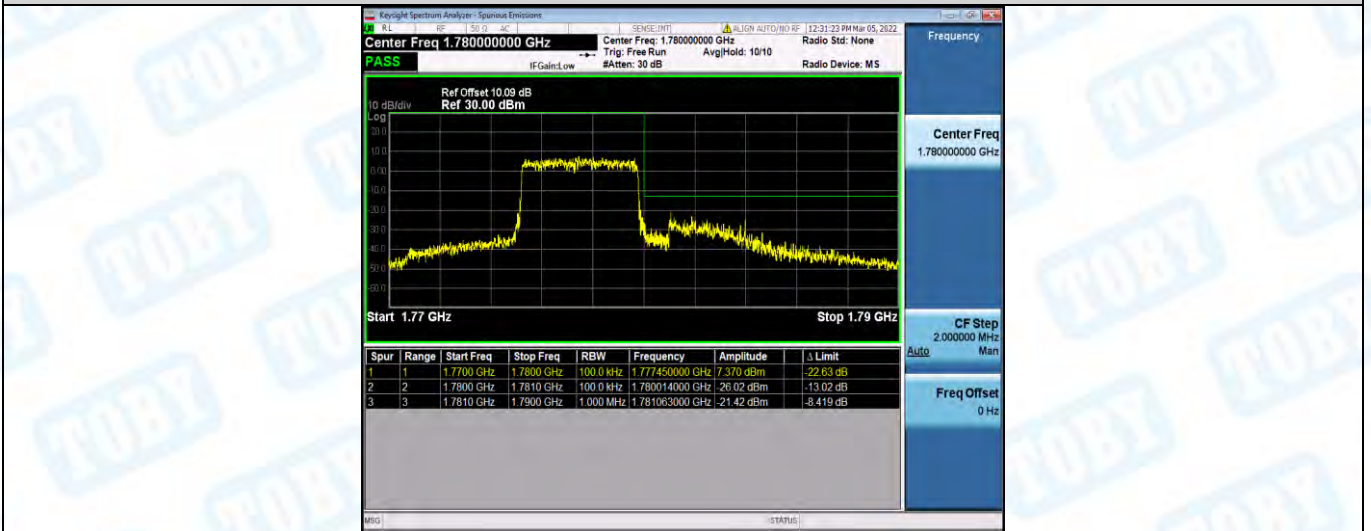 Keysight Spectrum Analyzer - Spurious Emissions
RL RF 50 Ω AC SENSE:INT ALIGN AUTO/NO RF 12:31:23 PM Mar 05, 2022
Center Freq 1.780000000 GHz Center Freq: 1.780000000 GHz Radio Std: None
Trig: Free Run Avg|Hold: 10/10
PASS IFGain:Low #Atten: 30 dB Radio Device: MS
Frequency
Ref Offset 10.09 dB
10 dB/div Ref 30.00 dBm
Log
20.0
10.0
0.00
-10.0
-20.0
-30.0
-40.0
-50.0
-60.0
Start 1.77 GHz Stop 1.79 GHz
Center Freq
1.780000000 GHz
CF Step
2.000000 MHz
Auto Man
Freq Offset
0 Hz
Spur Range Start Freq Stop Freq RBW Frequency Amplitude Δ Limit
1 1 1.7700 GHz 1.7800 GHz 100.0 kHz 1.777450000 GHz 7.370 dBm -22.63 dB
2 2 1.7800 GHz 1.7810 GHz 100.0 kHz 1.780014000 GHz -26.02 dBm -13.02 dB
3 3 1.7810 GHz 1.7900 GHz 1.000 MHz 1.781063000 GHz -21.42 dBm -8.419 dB
MSG STATUS
TOBY
TOBY
TOBY
TOBY
TOBY
TOBY